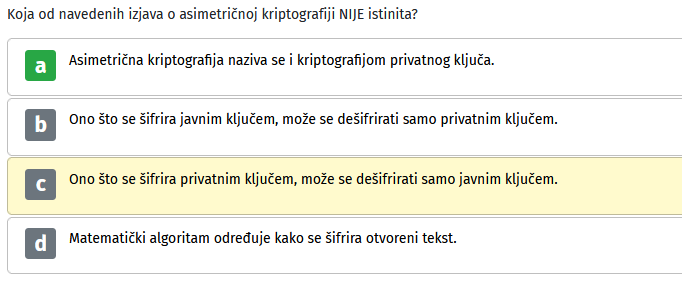 Koja od navedenih izjava o asimetričnoj kriptografiji NIJE istinita?
a Asimetrična kriptografija naziva se i kriptografijom privatnog ključa.
b Ono što se šifrira javnim ključem, može se dešifrirati samo privatnim ključem.
c Ono što se šifrira privatnim ključem, može se dešifrirati samo javnim ključem.
d Matematički algoritam određuje kako se šifrira otvoreni tekst.